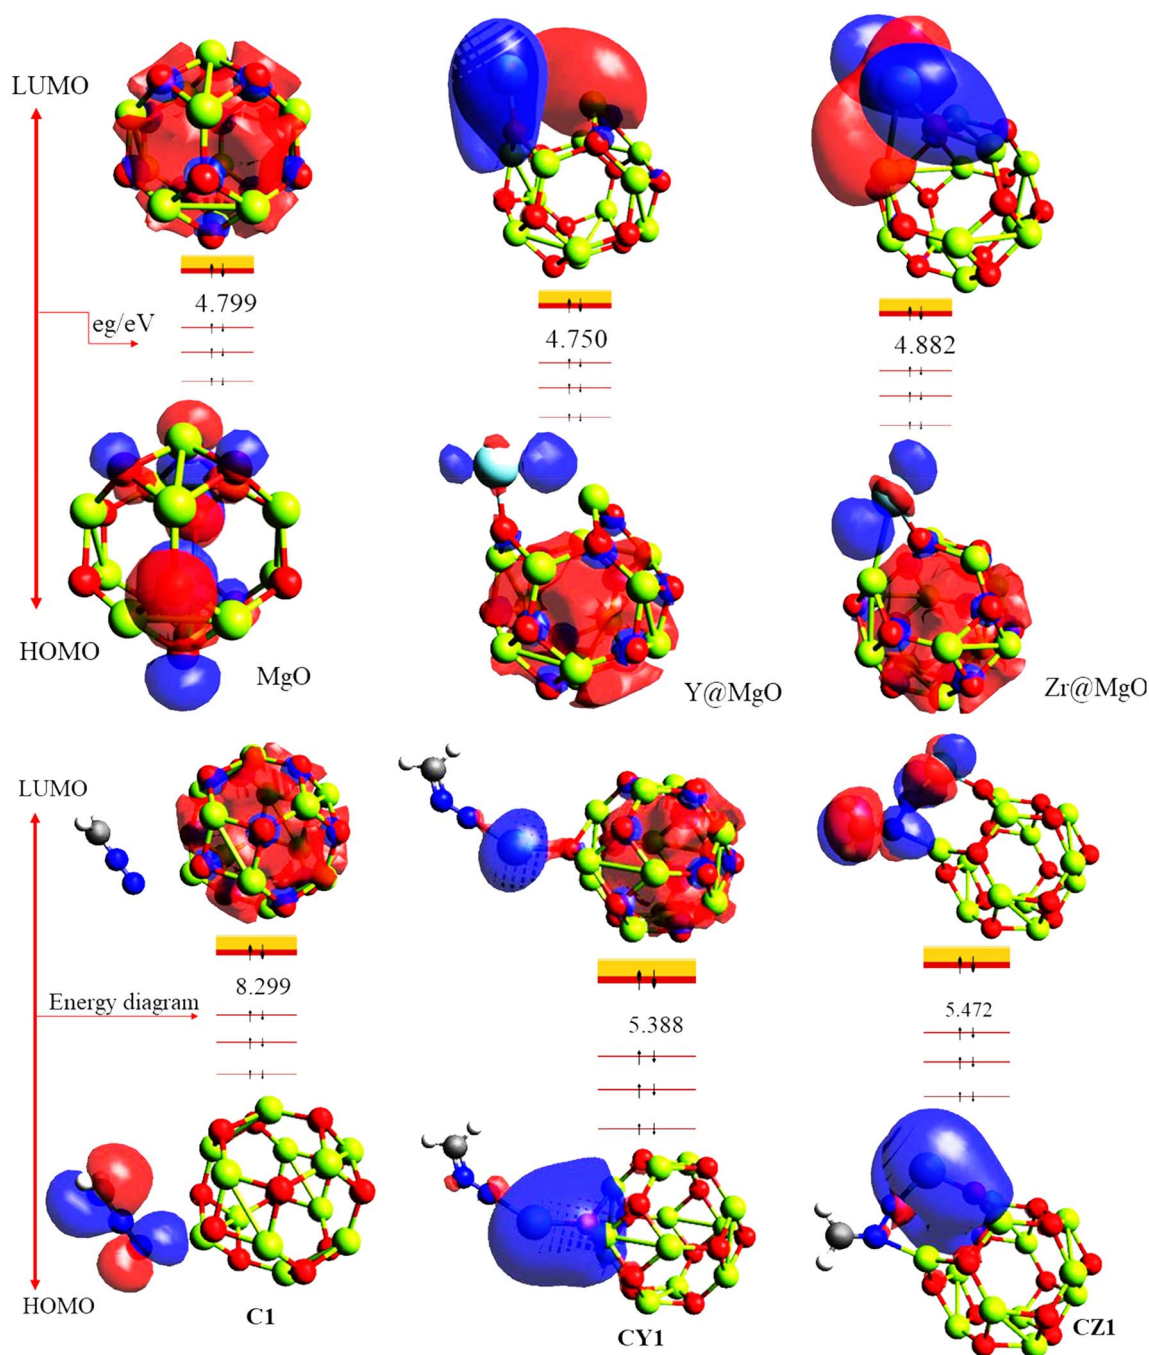 LUMO
eg/eV
HOMO
4.799
4.750
4.882
MgO
Y@MgO
Zr@MgO
LUMO
Energy diagram
HOMO
8.299
5.388
5.472
C1
CY1
CZ1